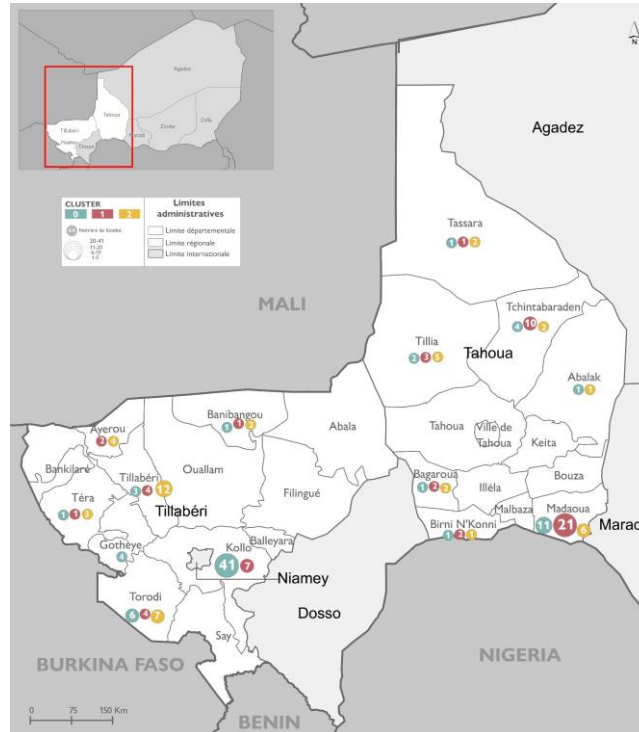 Agadez
Tahoua
Tillabéri
Niamey
Dosso
Maradi
Zinder
Diffa
CLUSTER
0 1 2
Nombre de localités
20-41
11-20
6-10
1-5
Limites
administratives
Limite départementale
Limite régionale
Limite internationale
N
Agadez
MALI
Tassara
1 1 2
Tchintabaraden
4 10 2
Tillia
2 3 5
Tahoua
Abalak
1 1
Banibangou
1 1 2
Abala
Tahoua
Ville de
Tahoua
Keita
Ayerou
2 4
Bankilaré
Ouallam
Tillabéri
3 4 12
Tillabéri
Filingué
Bagaroua
1 2 2
Illéla
Bouza
Téra
1 1 3
Malbaza
Madaoua
11 21 6
Marad
Birni N'Konni
1 2 1
Gothèye
4
Balleyara
Kollo
41 7
Niamey
Torodi
6 4 7
Say
Dosso
BURKINA FASO
NIGERIA
BENIN
0 75 150 Km